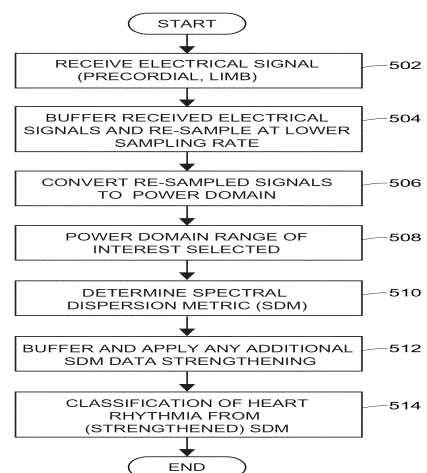 START
RECEIVE ELECTRICAL SIGNAL
(PRECORDIAL, LIMB)
502
BUFFER RECEIVED ELECTRICAL
SIGNALS AND RE-SAMPLE AT LOWER
SAMPLING RATE
504
CONVERT RE-SAMPLED SIGNALS
TO POWER DOMAIN
506
POWER DOMAIN RANGE OF
INTEREST SELECTED
508
DETERMINE SPECTRAL
DISPERSION METRIC (SDM)
510
BUFFER AND APPLY ANY ADDITIONAL
SDM DATA STRENGTHENING
512
CLASSIFICATION OF HEART
RHYTHMIA FROM
(STRENGTHENED) SDM
514
END